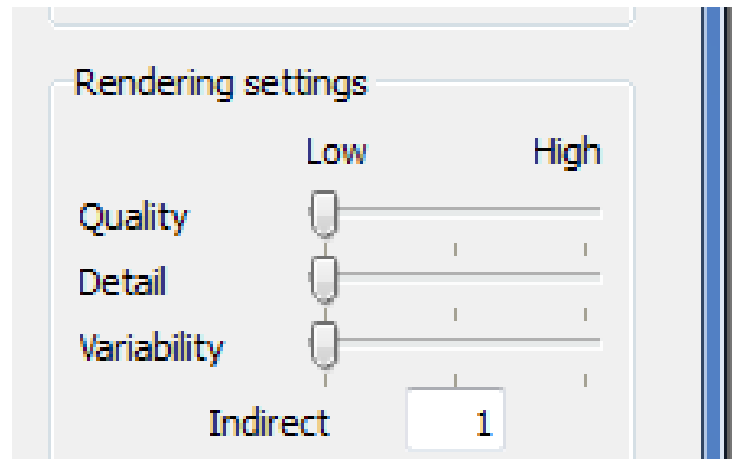 Rendering settings
Low High
Quality
Detail
Variability
Indirect 1